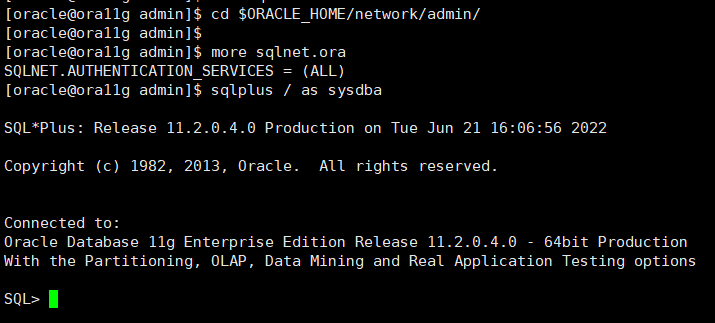 [oracle@ora11g admin]$ cd $ORACLE_HOME/network/admin/
[oracle@ora11g admin]$
[oracle@ora11g admin]$ more sqlnet.ora
SQLNET.AUTHENTICATION_SERVICES = (ALL)
[oracle@ora11g admin]$ sqlplus / as sysdba
SQL*Plus: Release 11.2.0.4.0 Production on Tue Jun 21 16:06:56 2022
Copyright (c) 1982, 2013, Oracle.  All rights reserved.
Connected to:
Oracle Database 11g Enterprise Edition Release 11.2.0.4.0 - 64bit Production
With the Partitioning, OLAP, Data Mining and Real Application Testing options
SQL>